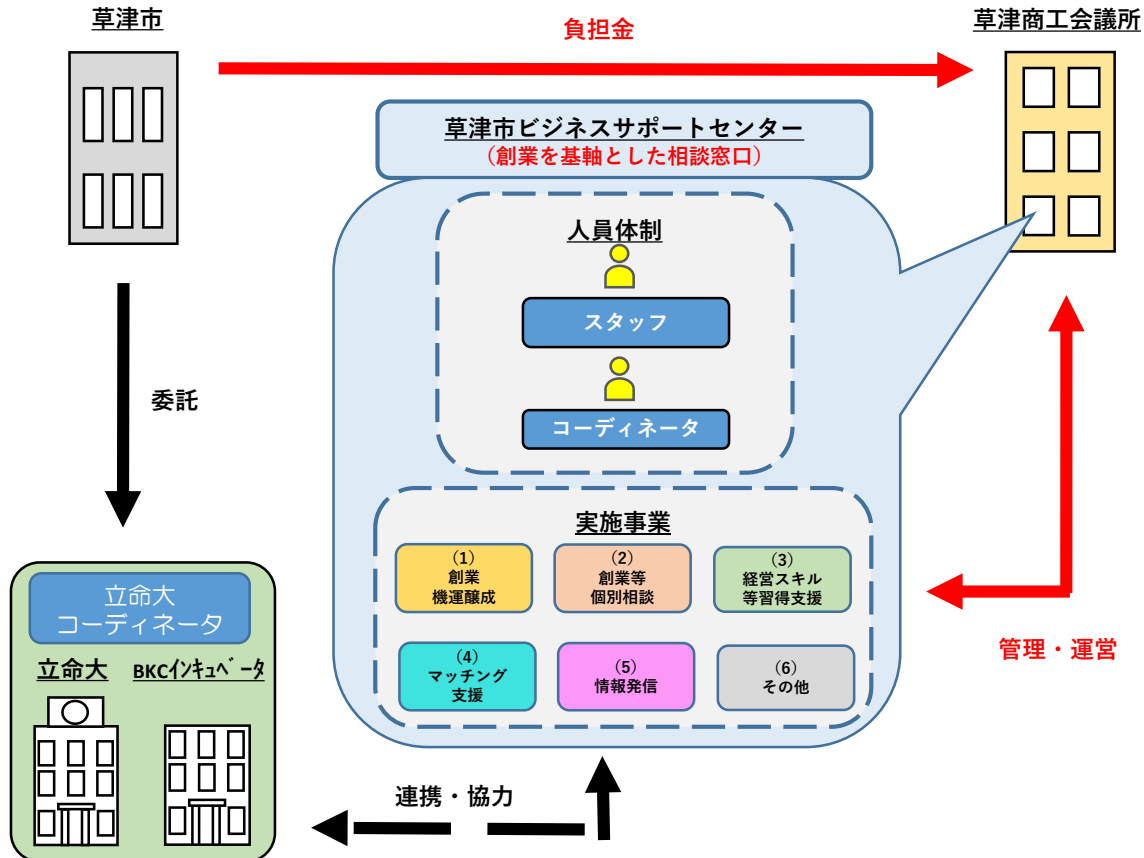 草津市
負担金
草津商工会議所
草津市ビジネスサポートセンター
（創業を基軸とした相談窓口）
人員体制
スタッフ
コーディネータ
委託
実施事業
（1）
創業
機運醸成
（2）
創業等
個別相談
（3）
経営スキル
等習得支援
（4）
マッチング
支援
（5）
情報発信
（6）
その他
管理・運営
立命大
コーディネータ
立命大
BKCｲﾝｷｭﾍﾞｰﾀ
連携・協力